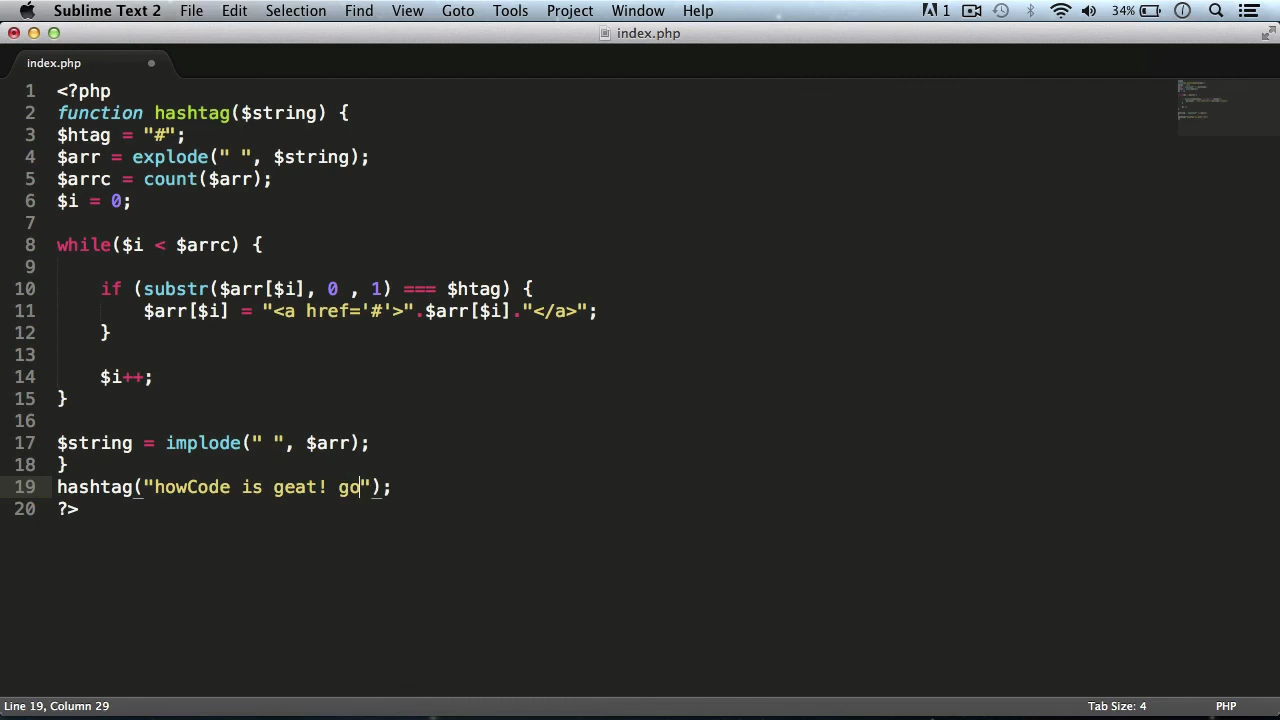 Sublime Text 2 File Edit Selection Find View Goto Tools Project Window Help 1 34%
index.php
index.php
1 <?php
2 function hashtag($string) {
3 $htag = "#";
4 $arr = explode(" ", $string);
5 $arrc = count($arr);
6 $i = 0;
7
8 while($i < $arrc) {
9
10 if (substr($arr[$i], 0 , 1) === $htag) {
11 $arr[$i] = "<a href='#'>".$arr[$i]."</a>";
12 }
13
14 $i++;
15 }
16
17 $string = implode(" ", $arr);
18 }
19 hashtag("howCode is geat! go");
20 ?>
Line 19, Column 29 Tab Size: 4 PHP